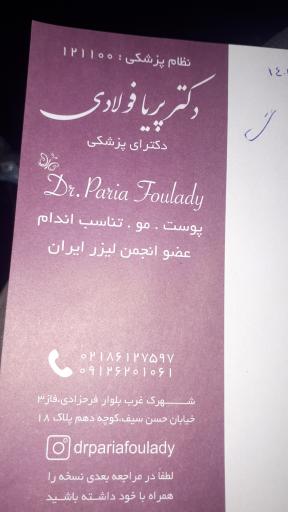 نظام پزشکی : ۱۲۱۱۰۰
۱۴۰
دکتر پریا فولادی
دکترای پزشکی
Dr. Paria Foulady
پوست . مو . تناسب اندام
عضو انجمن لیزر ایران
۰۲۱۸۶۱۲۷۵۹۷
۰۹۱۲۶۲۰۱۰۶۱
شهرک غرب بلوار فرحزادی،فاز۳
خیابان حسن سیف،کوچه دهم پلاک ۱۸
drpariafoulady
لطفا در مراجعه بعدی نسخه را
همراه با خود داشته باشید